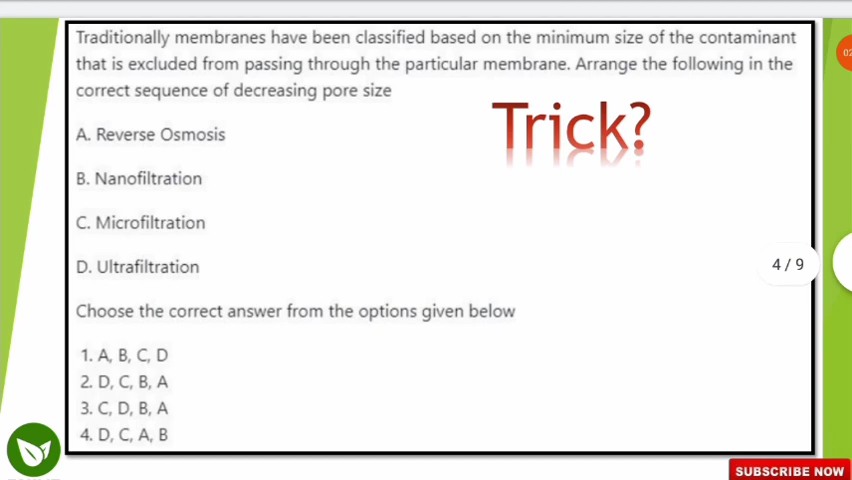 Traditionally membranes have been classified based on the minimum size of the contaminant
that is excluded from passing through the particular membrane. Arrange the following in the
correct sequence of decreasing pore size
Trick?
A. Reverse Osmosis
B. Nanofiltration
C. Microfiltration
D. Ultrafiltration
4 / 9
Choose the correct answer from the options given below
1. A, B, C, D
2. D, C, B, A
3. C, D, B, A
4. D, C, A, B
SUBSCRIBE NOW